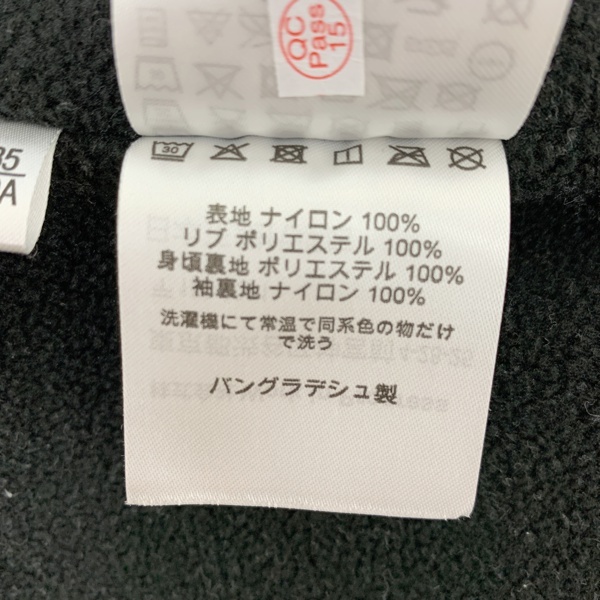 QC
Pass
15
35
/A
30
表地 ナイロン 100%
リブ ポリエステル 100%
身頃裏地 ポリエステル 100%
袖裏地 ナイロン 100%
洗濯機にて常温で同系色の物だけ
で洗う
バングラデシュ製